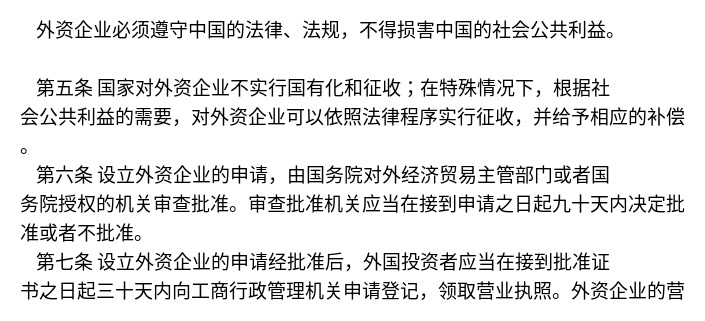 外资企业必须遵守中国的法律、法规，不得损害中国的社会公共利益。
第五条 国家对外资企业不实行国有化和征收；在特殊情况下，根据社
会公共利益的需要，对外资企业可以依照法律程序实行征收，并给予相应的补偿
。
第六条 设立外资企业的申请，由国务院对外经济贸易主管部门或者国
务院授权的机关审查批准。审查批准机关应当在接到申请之日起九十天内决定批
准或者不批准。
第七条 设立外资企业的申请经批准后，外国投资者应当在接到批准证
书之日起三十天内向工商行政管理机关申请登记，领取营业执照。外资企业的营